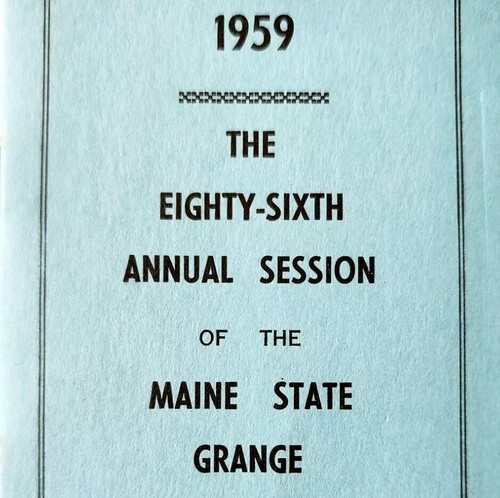 1959
THE
EIGHTY-SIXTH
ANNUAL SESSION
OF THE
MAINE STATE
GRANGE